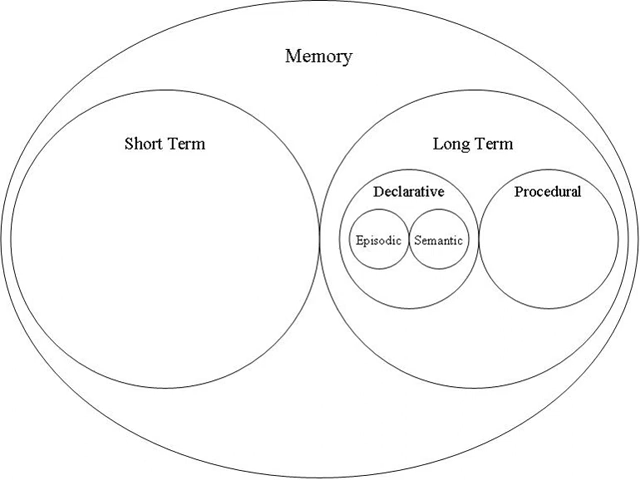 Memory
Short Term
Long Term
Declarative
Procedural
Episodic
Semantic